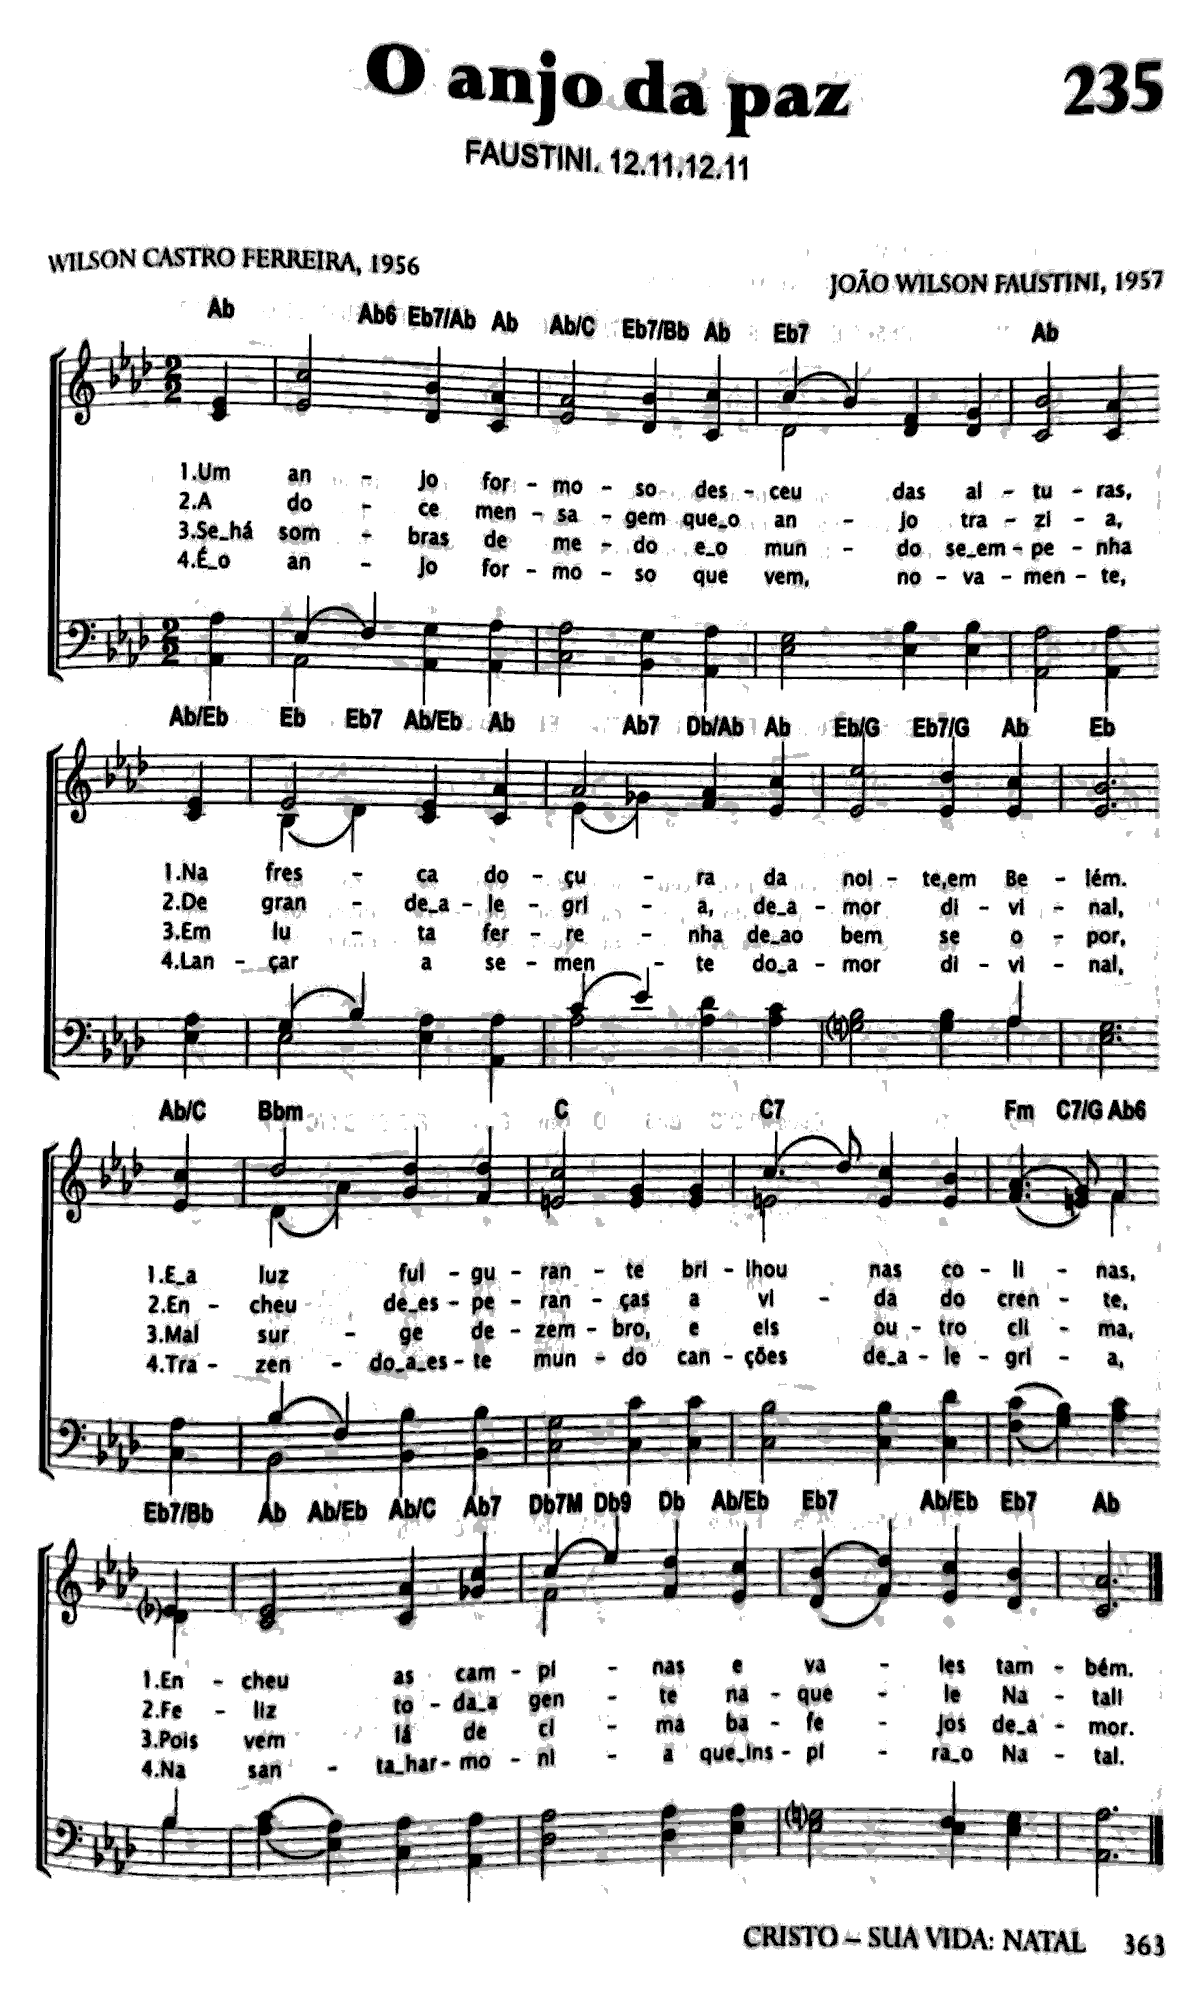 O anjo da paz
235
FAUSTINI. 12.11.12.11
WILSON CASTRO FERREIRA, 1956
JOÃO WILSON FAUSTINI, 1957
Ab Ab6 Eb7/Ab Ab Ab/C Eb7/Bb Ab Eb7 Ab
1.Um an - jo for - mo - so des - ceu das al - tu - ras,
2.A do - ce men - sa - gem que_o an - jo tra - zi - a,
3.Se_há som - bras de me - do e_o mun - do se_em - pe - nha
4.É_o an - jo for - mo - so que vem, no - va - men - te,
Ab/Eb Eb Eb7 Ab/Eb Ab Ab7 Db/Ab Ab Eb/G Eb7/G Ab Eb
1.Na fres - ca do - çu - ra da noi - te,em Be - lém.
2.De gran - de_a - le - gri - a, de_a - mor di - vi - nal,
3.Em lu - ta fer - re - nha de_ao bem se o - por,
4.Lan - çar a se - men - te do_a - mor di - vi - nal,
Ab/C Bbm C C7 Fm C7/G Ab6
1.E_a luz ful - gu - ran - te bri - lhou nas co - li - nas,
2.En - cheu de_es - pe - ran - ças a vi - da do cren - te,
3.Mal sur - ge de - zem - bro, e eis ou - tro cli - ma,
4.Tra - zen - do_a_es - te mun - do can - ções de_a - le - gri - a,
Eb7/Bb Ab Ab/Eb Ab/C Ab7 Db7M Db9 Db Ab/Eb Eb7 Ab/Eb Eb7 Ab
1.En - cheu as cam - pi - nas e va - les tam - bém.
2.Fe - liz to - da_a gen - te na - que - le Na - tal!
3.Pois vem lá de ci - ma ba - fe - jos de_a - mor.
4.Na san - ta_har - mo - ni - a que_ins - pi - ra_o Na - tal.
CRISTO – SUA VIDA: NATAL 363